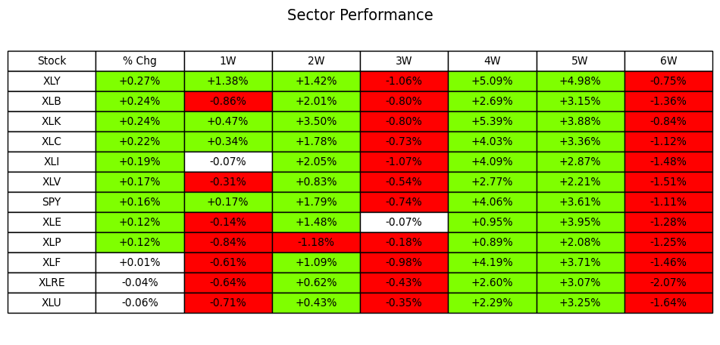 Sector Performance
Stock % Chg 1W 2W 3W 4W 5W 6W
XLY +0.27% +1.38% +1.42% -1.06% +5.09% +4.98% -0.75%
XLB +0.24% -0.86% +2.01% -0.80% +2.69% +3.15% -1.36%
XLK +0.24% +0.47% +3.50% -0.80% +5.39% +3.88% -0.84%
XLC +0.22% +0.34% +1.78% -0.73% +4.03% +3.36% -1.12%
XLI +0.19% -0.07% +2.05% -1.07% +4.09% +2.87% -1.48%
XLV +0.17% -0.31% +0.83% -0.54% +2.77% +2.21% -1.51%
SPY +0.16% +0.17% +1.79% -0.74% +4.06% +3.61% -1.11%
XLE +0.12% -0.14% +1.48% -0.07% +0.95% +3.95% -1.28%
XLP +0.12% -0.84% -1.18% -0.18% +0.89% +2.08% -1.25%
XLF +0.01% -0.61% +1.09% -0.98% +4.19% +3.71% -1.46%
XLRE -0.04% -0.64% +0.62% -0.43% +2.60% +3.07% -2.07%
XLU -0.06% -0.71% +0.43% -0.35% +2.29% +3.25% -1.64%